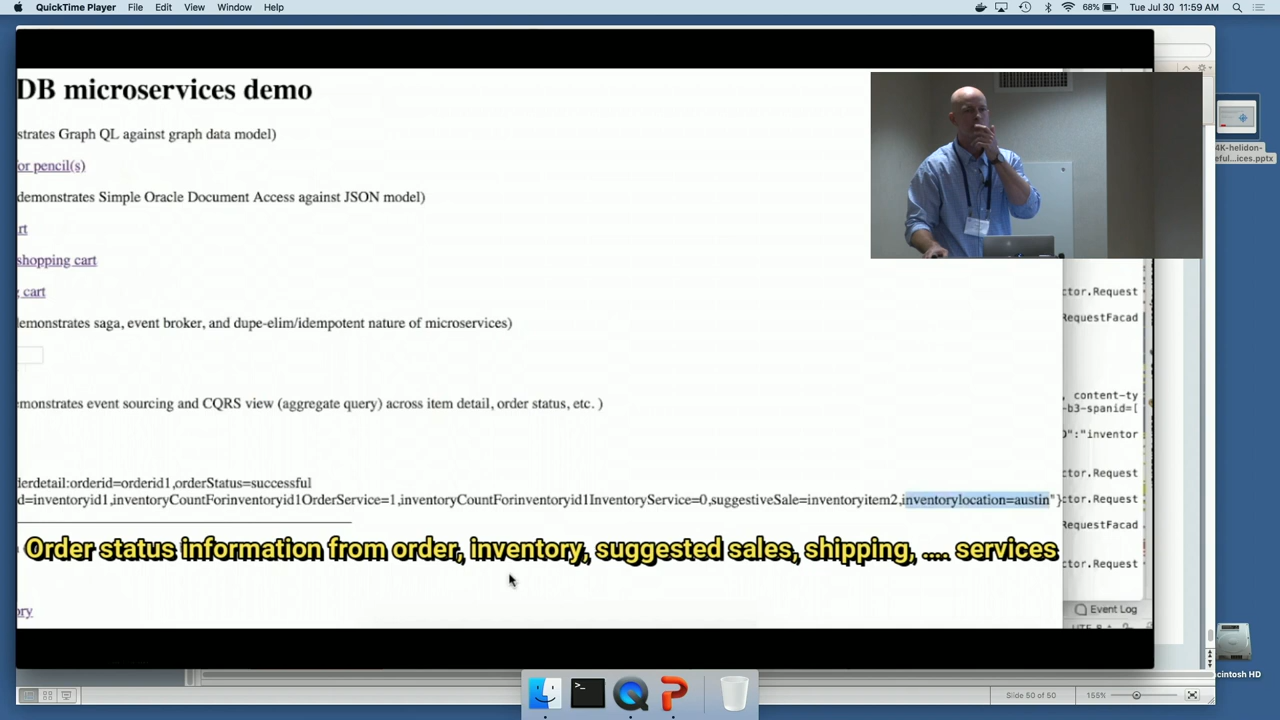 QuickTime Player File Edit View Window Help 68% Tue Jul 30 11:59 AM
DB microservices demo
strates Graph QL against graph data model)
or pencil(s)
demonstrates Simple Oracle Document Access against JSON model)
rt
shopping cart
cart
demonstrates saga, event broker, and dupe-elim/idempotent nature of microservices)
emonstrates event sourcing and CQRS view (aggregate query) across item detail, order status, etc. )
derdetail:orderid=orderid1,orderStatus=successful
d=inventoryid1,inventoryCountForinventoryid1OrderService=1,inventoryCountForinventoryid1InventoryService=0,suggestiveSale=inventoryitem2,inventorylocation=austin"}
Order status information from order, inventory, suggested sales, shipping, .... services
ory
ctor.Request
RequestFacad
, content-ty
-b3-spanid=[
":"inventor
ctor.Request
ctor.Request
RequestFacad
ctor.Request
Event Log
4K-helidon-
eful...ices.pptx
cintosh HD
Slide 50 of 50 155%